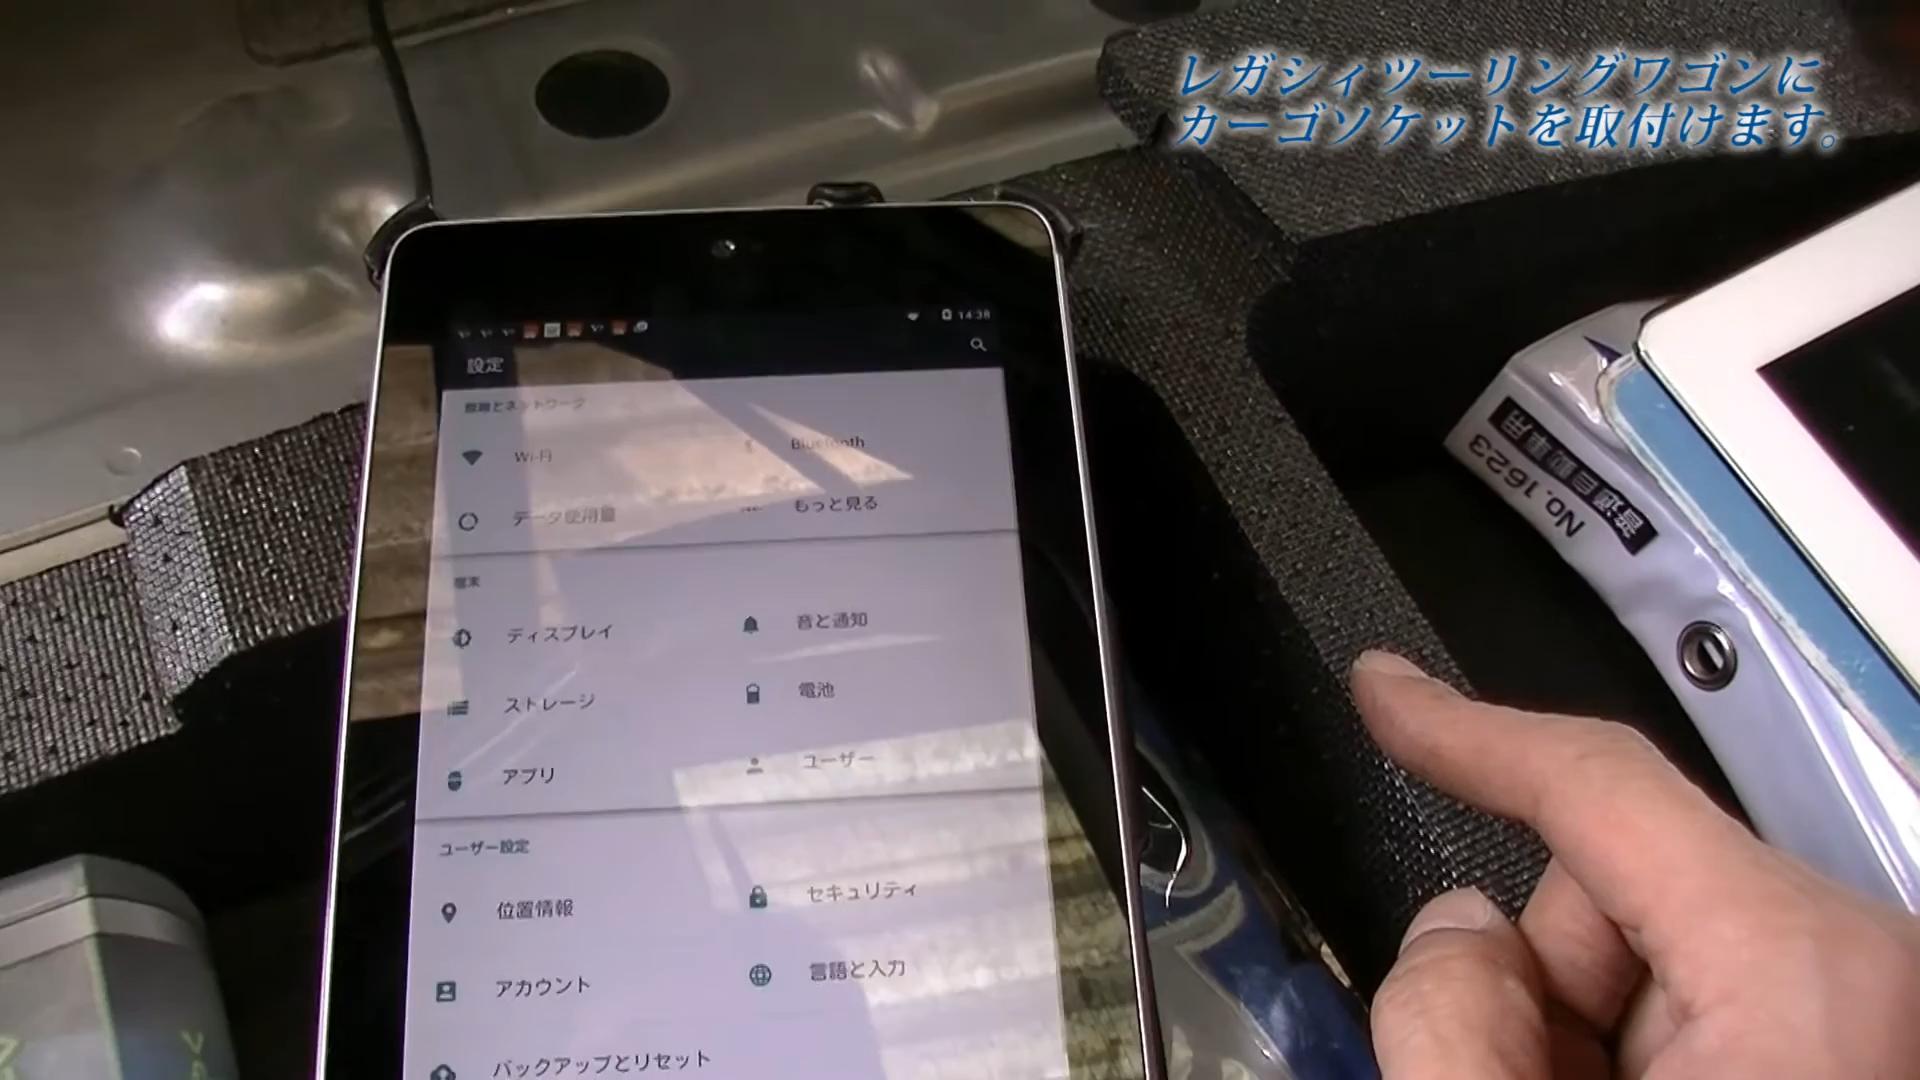 レガシィツーリングワゴンに
カーゴソケットを取付けます。
14:38
設定
無線とネットワーク
Wi-Fi
Bluetooth
データ使用量
もっと見る
端末
ディスプレイ
音と通知
ストレージ
電池
アプリ
ユーザー
ユーザー設定
位置情報
セキュリティ
アカウント
言語と入力
バックアップとリセット
No.1623
普通自動車用